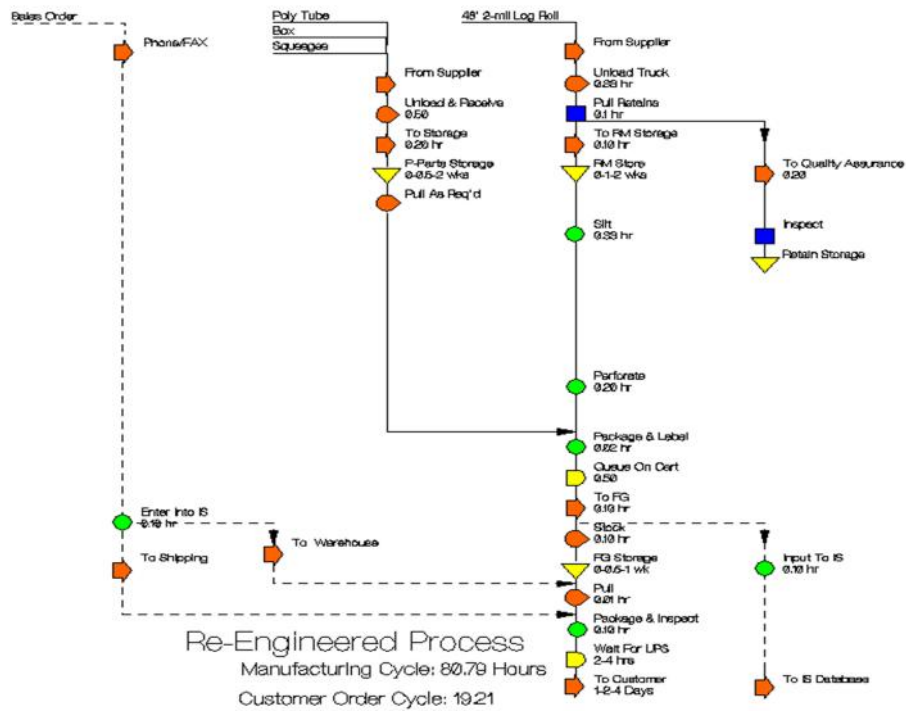 Sales Order
Phone/FAX
Enter Into IS
0.10 hr
To Shipping
To Warehouse
Poly Tube
Box
Squeegee
From Supplier
Unload & Receive
0.50
To Storage
0.20 hr
P-Parts Storage
0-0.5-2 wks
Pull As Req'd
48" 2-mil Log Roll
From Supplier
Unload Truck
0.33 hr
Pull Retains
0.1 hr
To RM Storage
0.10 hr
RM Store
0-1-2 wks
Slit
0.33 hr
Perforate
0.20 hr
Package & Label
0.02 hr
Queue On Cart
0.50
To FG
0.10 hr
Stock
0.10 hr
FG Storage
0-0.5-1 wk
Pull
0.01 hr
Package & Inspect
0.10 hr
Wait For UPS
2-4 hrs
To Customer
1-2-4 Days
To Quality Assurance
0.20
Inspect
Retain Storage
Input To IS
0.10 hr
To IS Database
Re-Engineered Process
Manufacturing Cycle: 80.79 Hours
Customer Order Cycle: 19.21